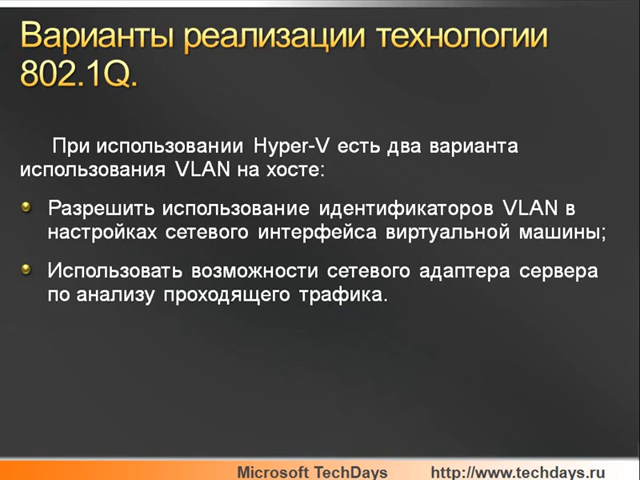 Варианты реализации технологии
802.1Q.
При использовании Hyper-V есть два варианта
использования VLAN на хосте:
Разрешить использование идентификаторов VLAN в
настройках сетевого интерфейса виртуальной машины;
Использовать возможности сетевого адаптера сервера
по анализу проходящего трафика.
Microsoft TechDays http://www.techdays.ru